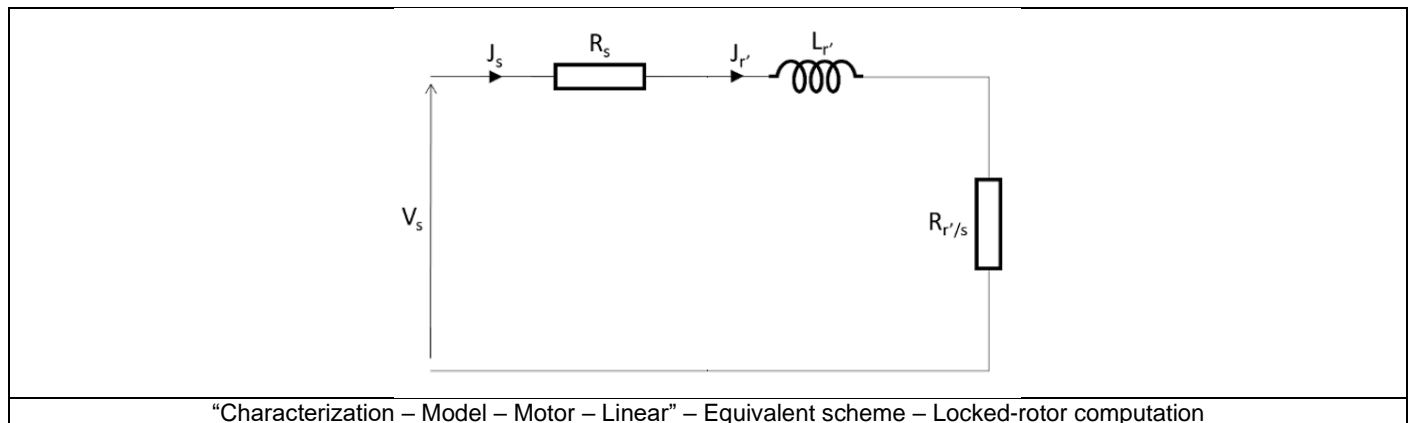 J_s R_s J_r' L_r'
V_s R_r'/s
“Characterization – Model – Motor – Linear” – Equivalent scheme – Locked-rotor computation